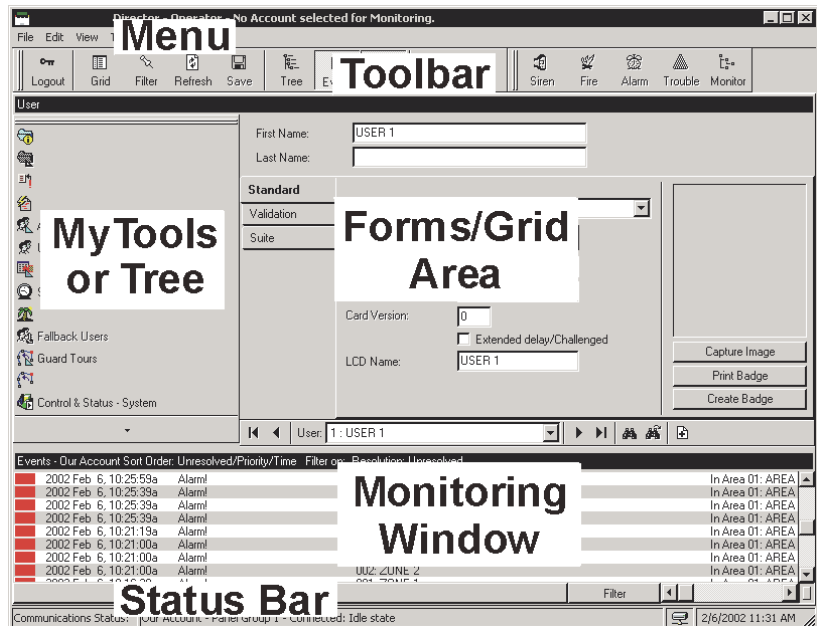 Director - Operator - No Account selected for Monitoring.
File Edit View
Menu
Logout Grid Filter Refresh Save Tree Siren Fire Alarm Trouble Monitor
Toolbar
User
First Name: USER 1
Last Name:
Standard
Validation
Suite
MyTools
or Tree
Forms/Grid
Area
Card Version: 0
Extended delay/Challenged
LCD Name: USER 1
Fallback Users
Guard Tours
Control & Status - System
Capture Image
Print Badge
Create Badge
User: 1 : USER 1
Events - Our Account Sort Order: Unresolved/Priority/Time Filter on: Resolution: Unresolved
2002 Feb 6, 10:25:59a Alarm! In Area 01: AREA
2002 Feb 6, 10:25:39a Alarm! In Area 01: AREA
2002 Feb 6, 10:25:39a Alarm! In Area 01: AREA
2002 Feb 6, 10:25:39a Alarm! In Area 01: AREA
2002 Feb 6, 10:21:19a Alarm! In Area 01: AREA
2002 Feb 6, 10:21:00a Alarm! In Area 01: AREA
2002 Feb 6, 10:21:00a Alarm! In Area 01: AREA
2002 Feb 6, 10:21:00a Alarm! 002: ZONE 2 In Area 01: AREA
Monitoring
Window
Filter
Status Bar
Communications Status: Our Account - Panel Group 1 - Connected: Idle state 2/6/2002 11:31 AM